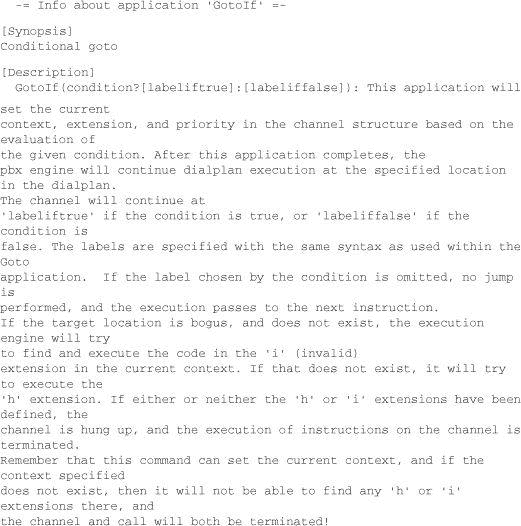 -= Info about application 'GotoIf' =-
[Synopsis]
Conditional goto
[Description]
GotoIf(condition?[labeliftrue]:[labeliffalse]): This application will
set the current
context, extension, and priority in the channel structure based on the
evaluation of
the given condition. After this application completes, the
pbx engine will continue dialplan execution at the specified location
in the dialplan.
The channel will continue at
'labeliftrue' if the condition is true, or 'labeliffalse' if the
condition is
false. The labels are specified with the same syntax as used within the
Goto
application.  If the label chosen by the condition is omitted, no jump
is
performed, and the execution passes to the next instruction.
If the target location is bogus, and does not exist, the execution
engine will try
to find and execute the code in the 'i' (invalid)
extension in the current context. If that does not exist, it will try
to execute the
'h' extension. If either or neither the 'h' or 'i' extensions have been
defined, the
channel is hung up, and the execution of instructions on the channel is
terminated.
Remember that this command can set the current context, and if the
context specified
does not exist, then it will not be able to find any 'h' or 'i'
extensions there, and
the channel and call will both be terminated!